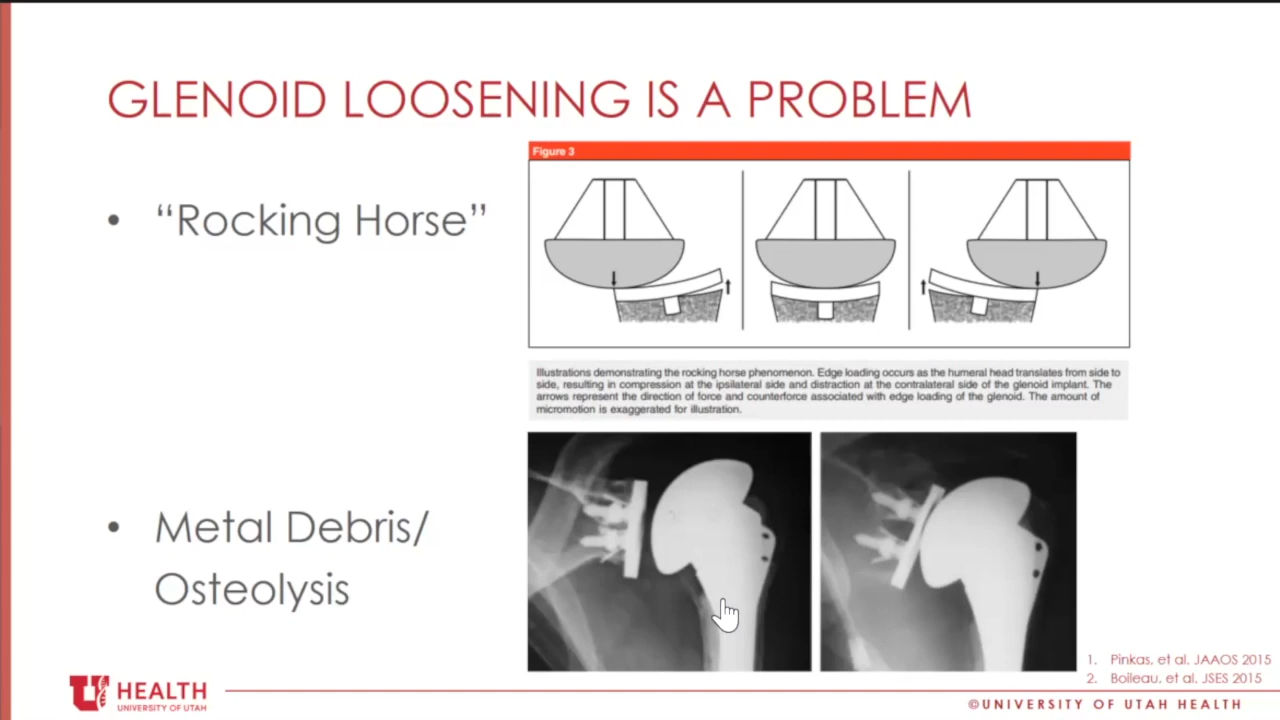 GLENOID LOOSENING IS A PROBLEM
• “Rocking Horse”
Figure 3
Illustrations demonstrating the rocking horse phenomenon. Edge loading occurs as the humeral head translates from side to
side, resulting in compression at the ipsilateral side and distraction at the contralateral side of the glenoid implant. The
arrows represent the direction of force and counterforce associated with edge loading of the glenoid. The amount of
micromotion is exaggerated for illustration.
• Metal Debris/
Osteolysis
1. Pinkas, et al. JAAOS 2015
2. Boileau, et al. JSES 2015
U HEALTH
UNIVERSITY OF UTAH
©UNIVERSITY OF UTAH HEALTH